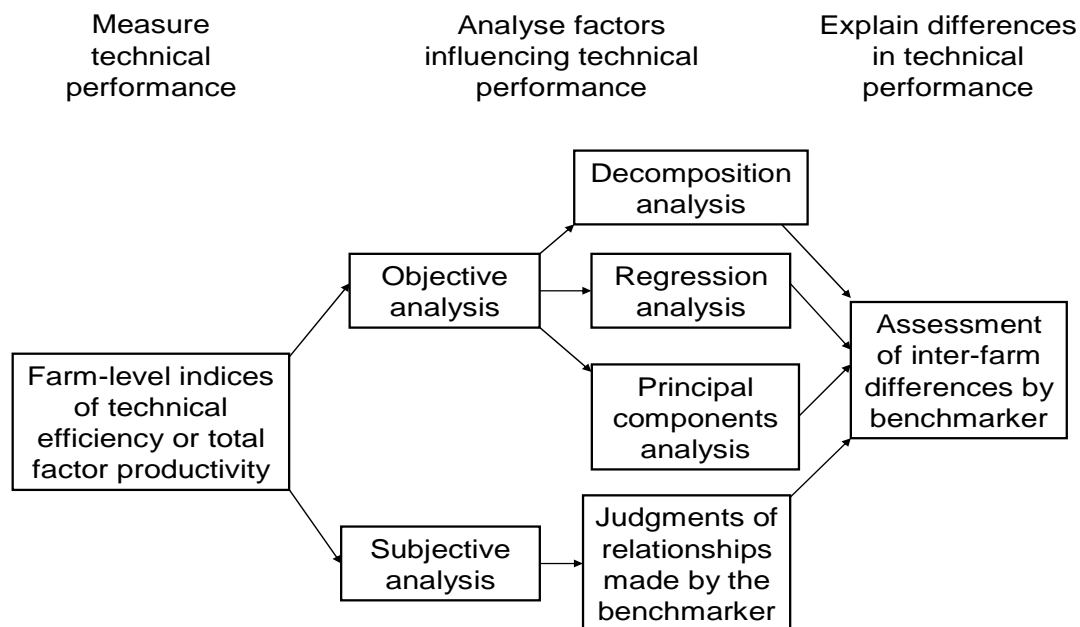 Measure
technical
performance
Analyse factors
influencing technical
performance
Explain differences
in technical
performance
Decomposition
analysis
Objective
analysis
Regression
analysis
Assessment
of inter-farm
differences by
benchmarker
Farm-level indices
of technical
efficiency or total
factor productivity
Principal
components
analysis
Subjective
analysis
Judgments of
relationships
made by the
benchmarker